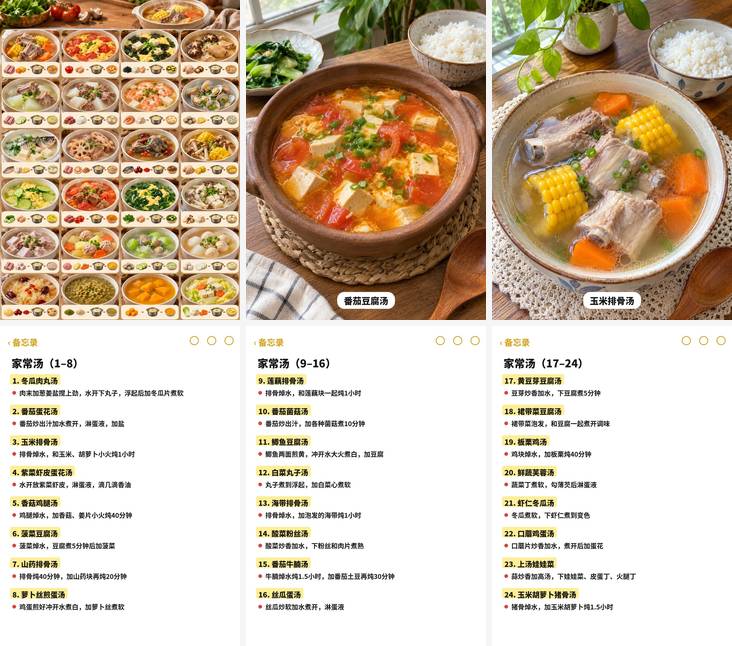 番茄豆腐汤
玉米排骨汤
‹ 备忘录
家常汤（1–8）
1. 冬瓜肉丸汤
肉末加葱姜盐搅上劲，水开下丸子，浮起后加冬瓜片煮软
2. 番茄蛋花汤
番茄炒出汁加水煮开，淋蛋液，加盐
3. 玉米排骨汤
排骨焯水，和玉米、胡萝卜小火炖1小时
4. 紫菜虾皮蛋花汤
水开放紫菜虾皮，淋蛋液，滴几滴香油
5. 香菇鸡腿汤
鸡腿焯水，加香菇、姜片小火炖40分钟
6. 菠菜豆腐汤
菠菜焯水，豆腐煮5分钟后加菠菜
7. 山药排骨汤
排骨炖40分钟，加山药块再炖20分钟
8. 萝卜丝煎蛋汤
鸡蛋煎好冲开水煮白，加萝卜丝煮软
‹ 备忘录
家常汤（9–16）
9. 莲藕排骨汤
排骨焯水，和莲藕块一起炖1小时
10. 番茄菌菇汤
番茄炒出汁，加各种菌菇煮10分钟
11. 鲫鱼豆腐汤
鲫鱼两面煎黄，冲开水大火煮白，加豆腐
12. 白菜丸子汤
丸子煮到浮起，加白菜心煮软
13. 海带排骨汤
排骨焯水，加泡发的海带炖1小时
14. 酸菜粉丝汤
酸菜炒香加水，下粉丝和肉片煮熟
15. 番茄牛腩汤
牛腩焯水炖1.5小时，加番茄土豆再炖30分钟
16. 丝瓜蛋汤
丝瓜炒软加水煮开，淋蛋液
‹ 备忘录
家常汤（17–24）
17. 黄豆芽豆腐汤
豆芽炒香加水，下豆腐煮5分钟
18. 裙带菜豆腐汤
裙带菜泡发，和豆腐一起煮开调味
19. 板栗鸡汤
鸡块焯水，加板栗炖40分钟
20. 鲜蔬芙蓉汤
蔬菜丁煮软，勾薄芡后淋蛋液
21. 虾仁冬瓜汤
冬瓜煮软，下虾仁煮到变色
22. 口蘑鸡蛋汤
口蘑片炒香加水，煮开后加蛋花
23. 上汤娃娃菜
蒜炒香加高汤，下娃娃菜、皮蛋丁、火腿丁
24. 玉米胡萝卜猪骨汤
猪骨焯水，加玉米胡萝卜炖1.5小时